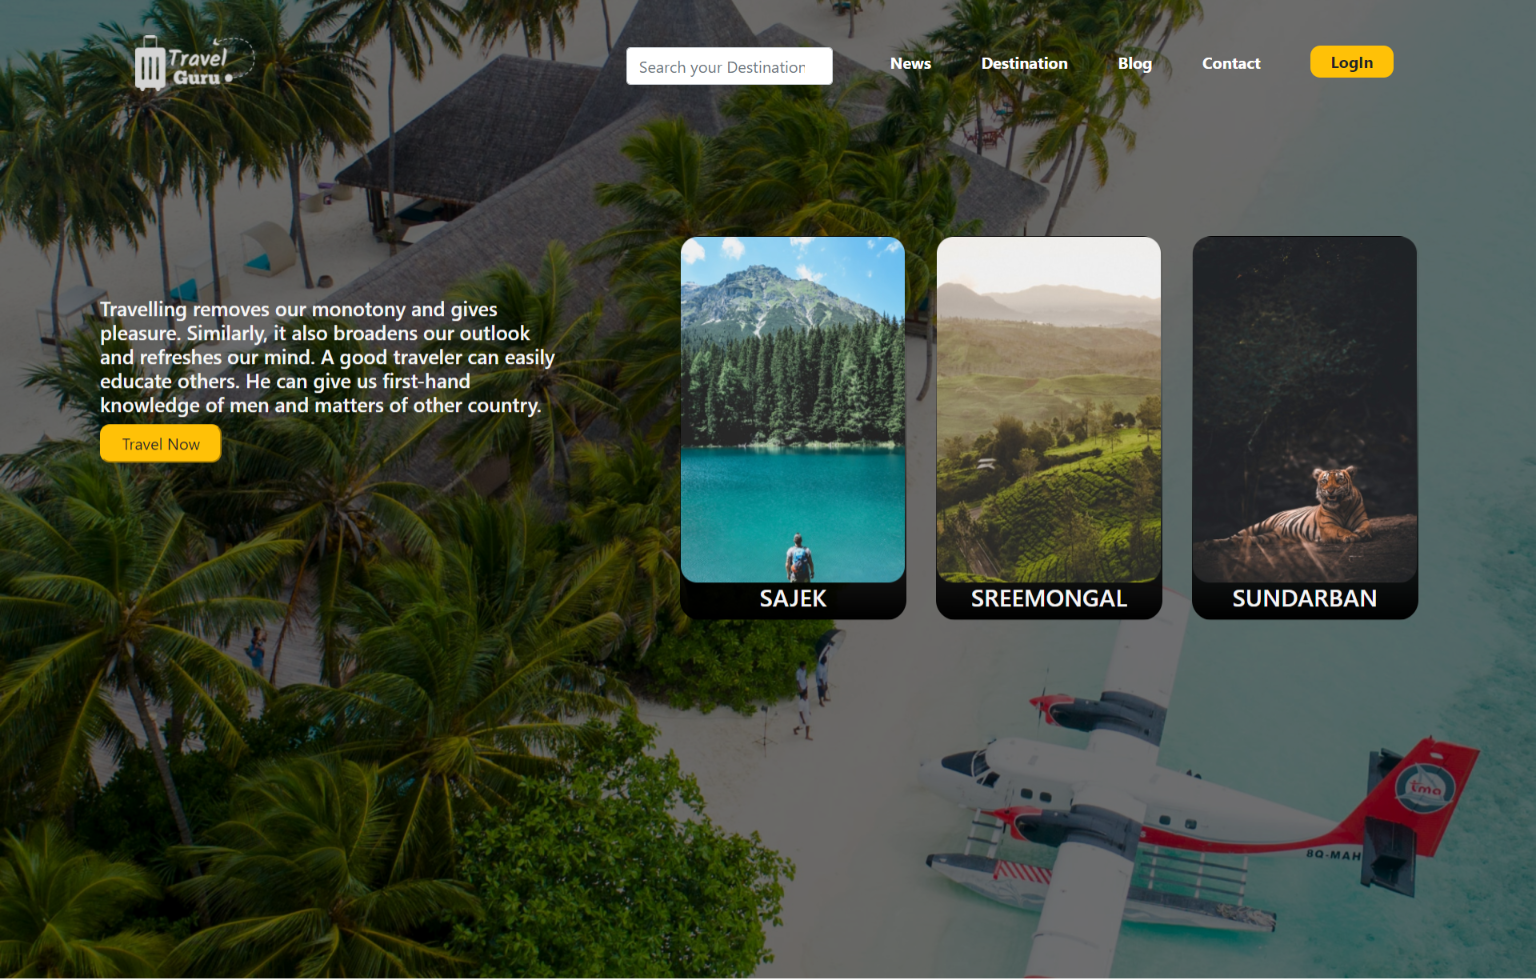 Travel
Guru
Search your Destination
News
Destination
Blog
Contact
LogIn
Travelling removes our monotony and gives
pleasure. Similarly, it also broadens our outlook
and refreshes our mind. A good traveler can easily
educate others. He can give us first-hand
knowledge of men and matters of other country.
Travel Now
SAJEK
SREEMONGAL
SUNDARBAN
tma
8Q-MAH